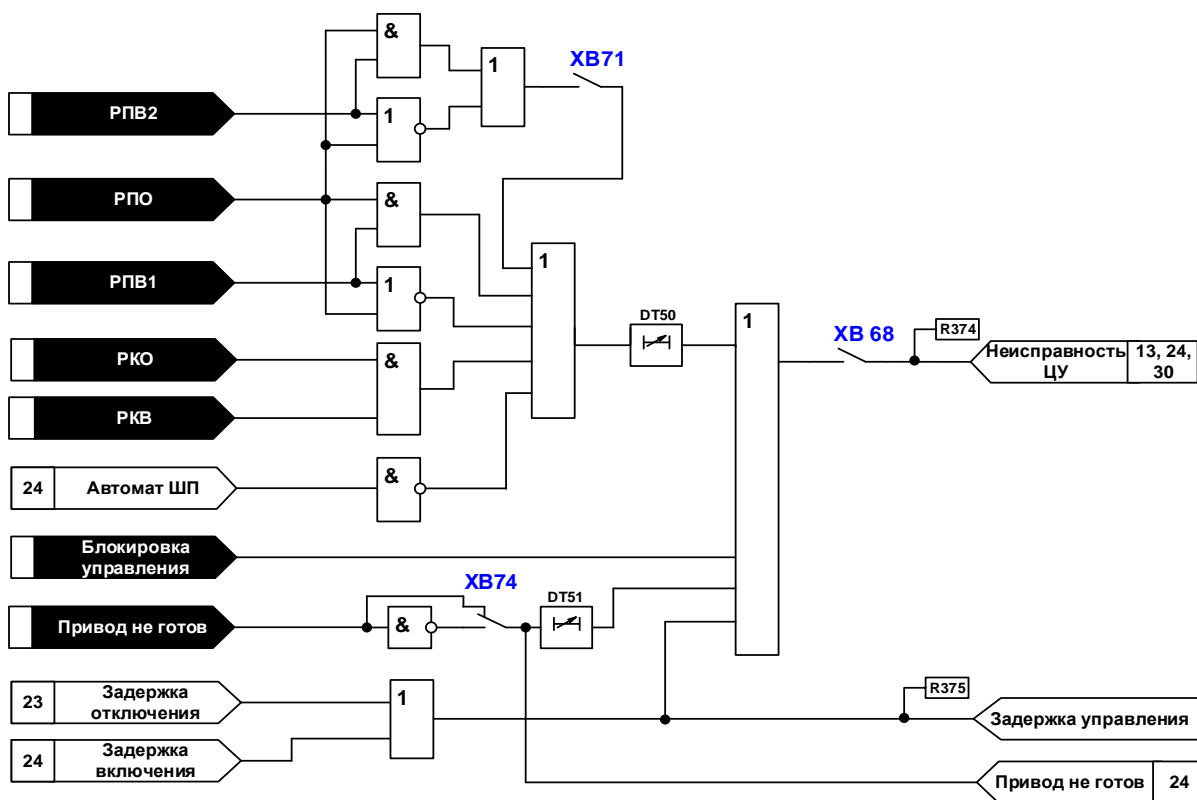 &
1
XB71
РПВ2
1
РПО
&
1
РПВ1
1
DT50
1
XB 68
R374
РКО
&
Неисправность
ЦУ
13, 24,
30
РКВ
24
Автомат ШП
&
Блокировка
управления
XB74
DT51
Привод не готов
&
23
Задержка
отключения
1
R375
Задержка управления
24
Задержка
включения
Привод не готов
24